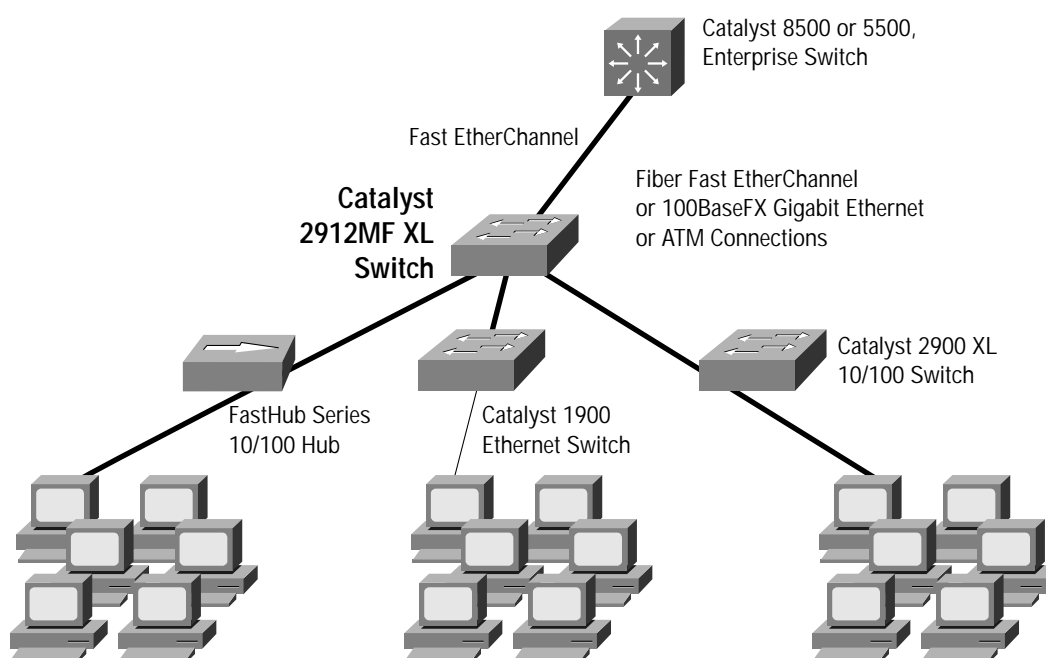 Catalyst 8500 or 5500,
Enterprise Switch
Fast EtherChannel
Fiber Fast EtherChannel
or 100BaseFX Gigabit Ethernet
or ATM Connections
Catalyst
2912MF XL
Switch
Catalyst 2900 XL
10/100 Switch
FastHub Series
10/100 Hub
Catalyst 1900
Ethernet Switch